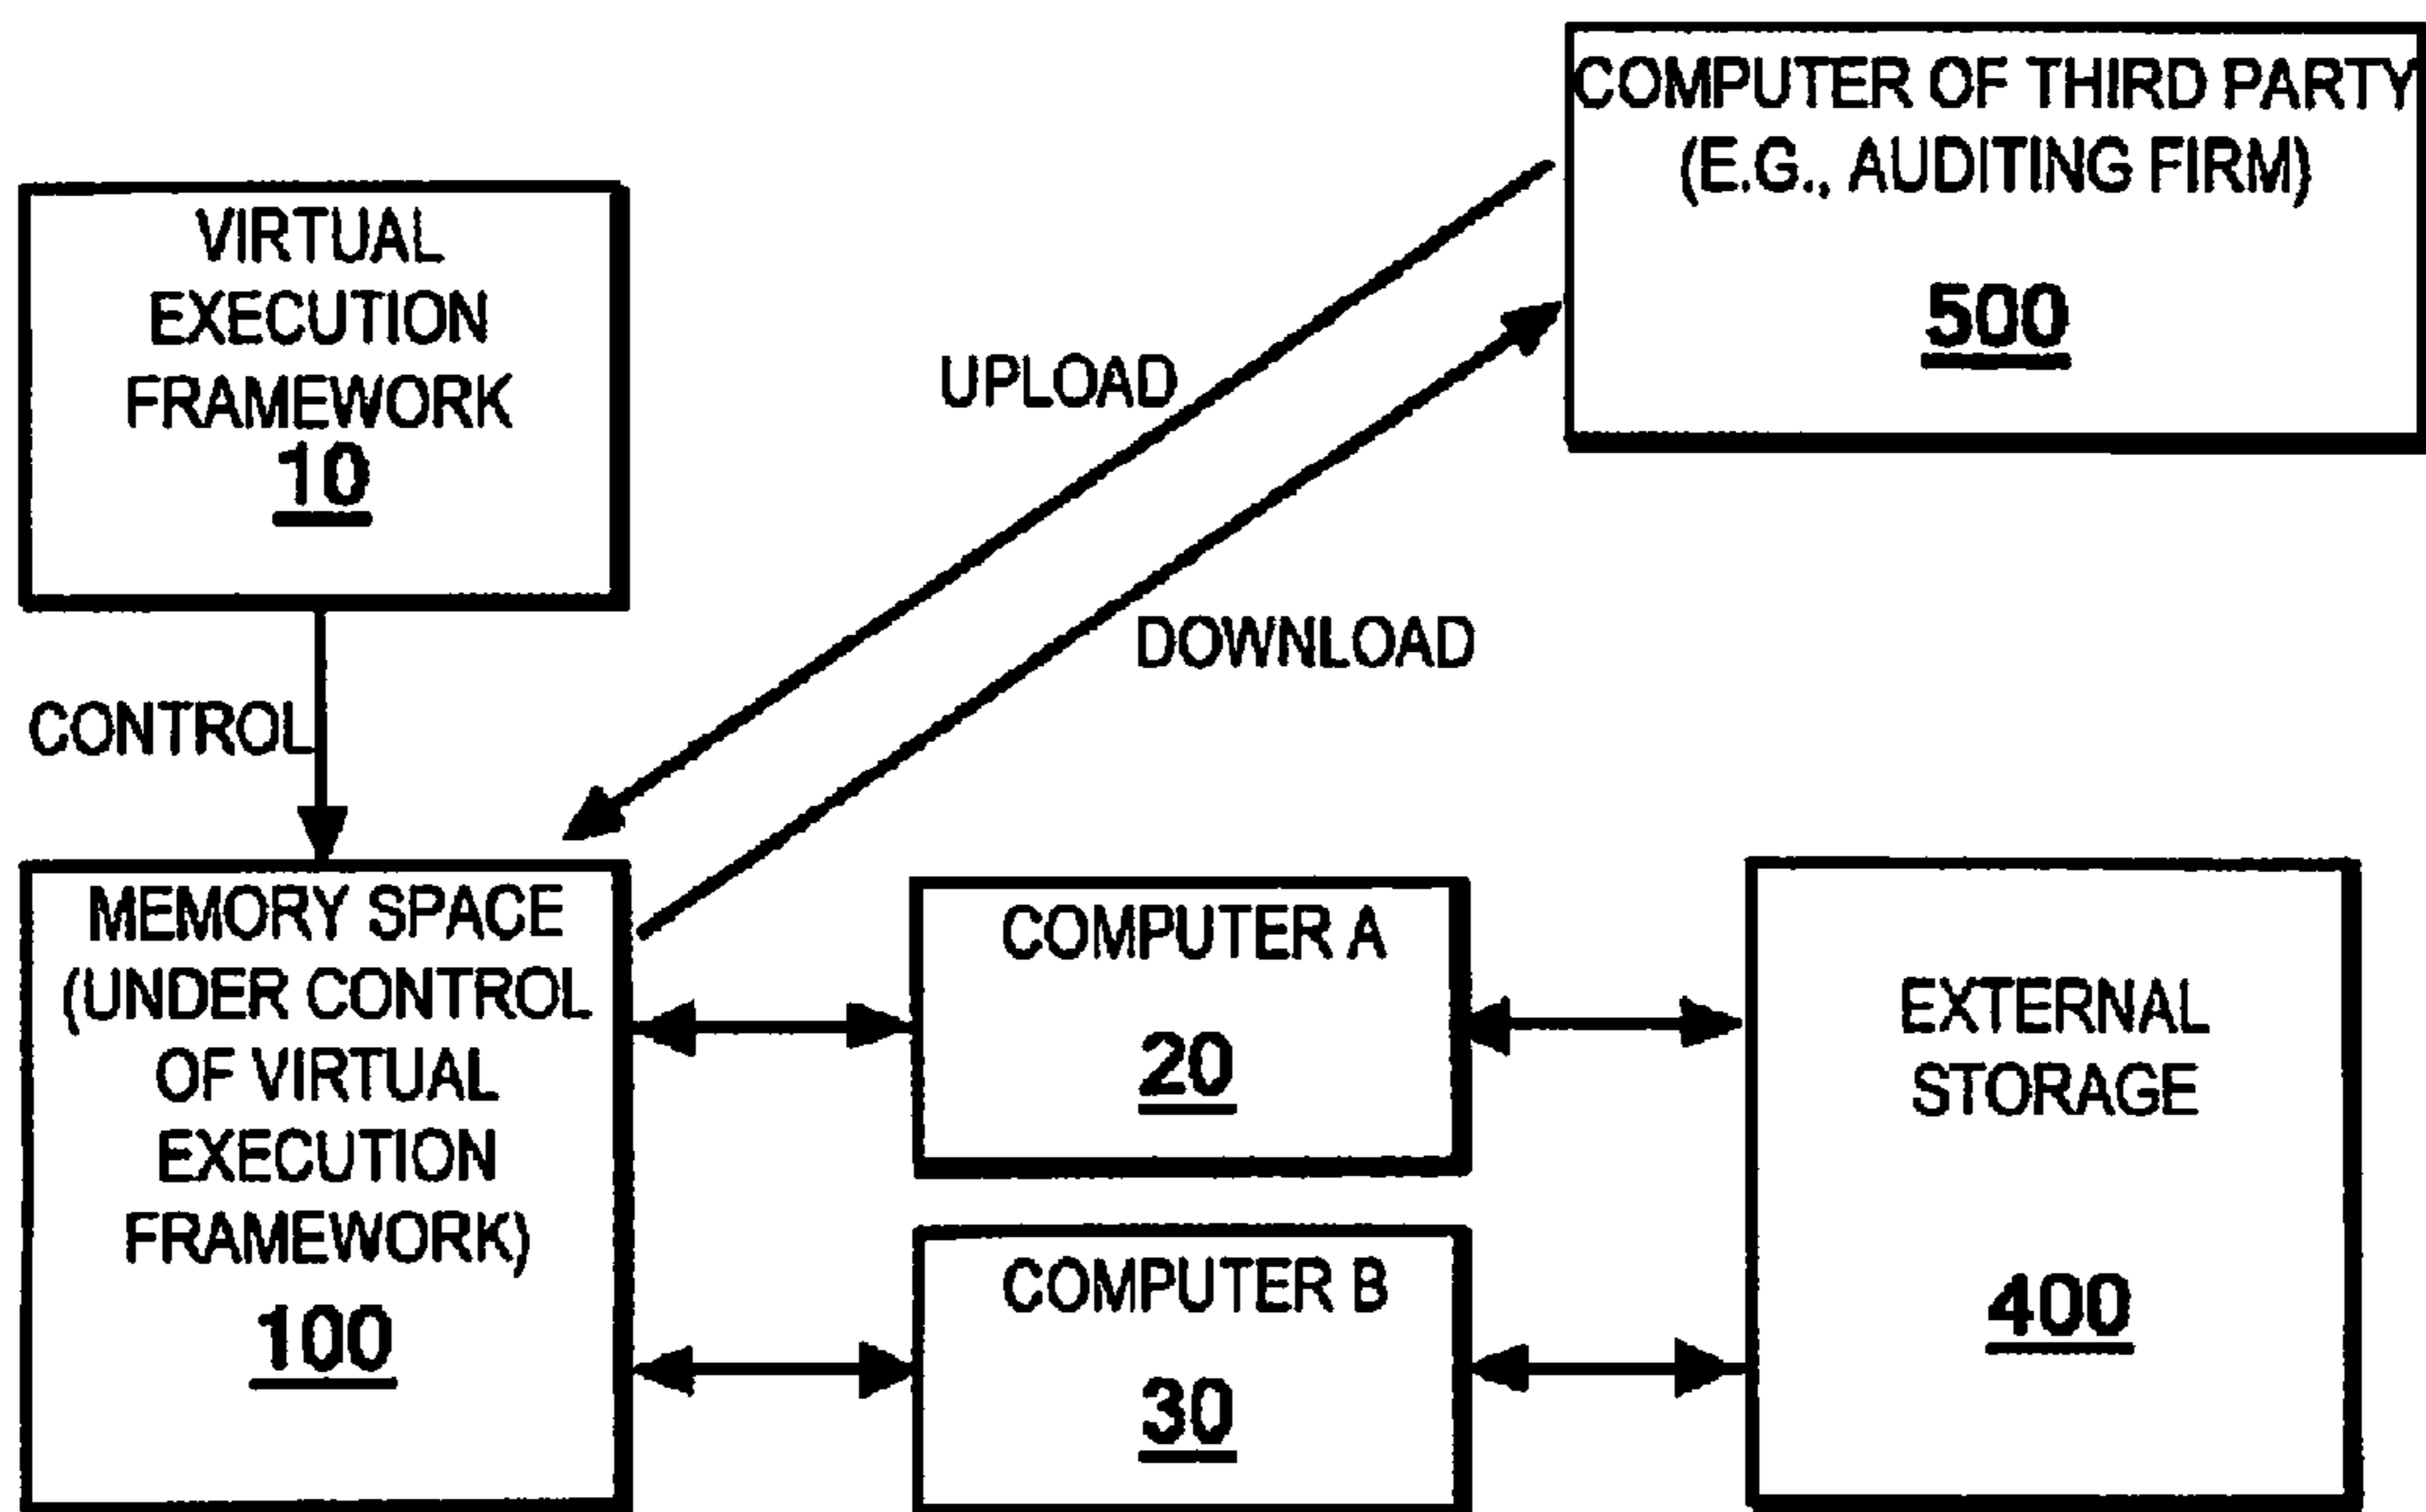 COMPUTER OF THIRD PARTY
(E.G., AUDITING FIRM)
500
VIRTUAL
EXECUTION
FRAMEWORK
10
UPLOAD
DOWNLOAD
CONTROL
MEMORY SPACE
(UNDER CONTROL
OF VIRTUAL
EXECUTION
FRAMEWORK)
100
COMPUTER A
20
COMPUTER B
30
EXTERNAL
STORAGE
400